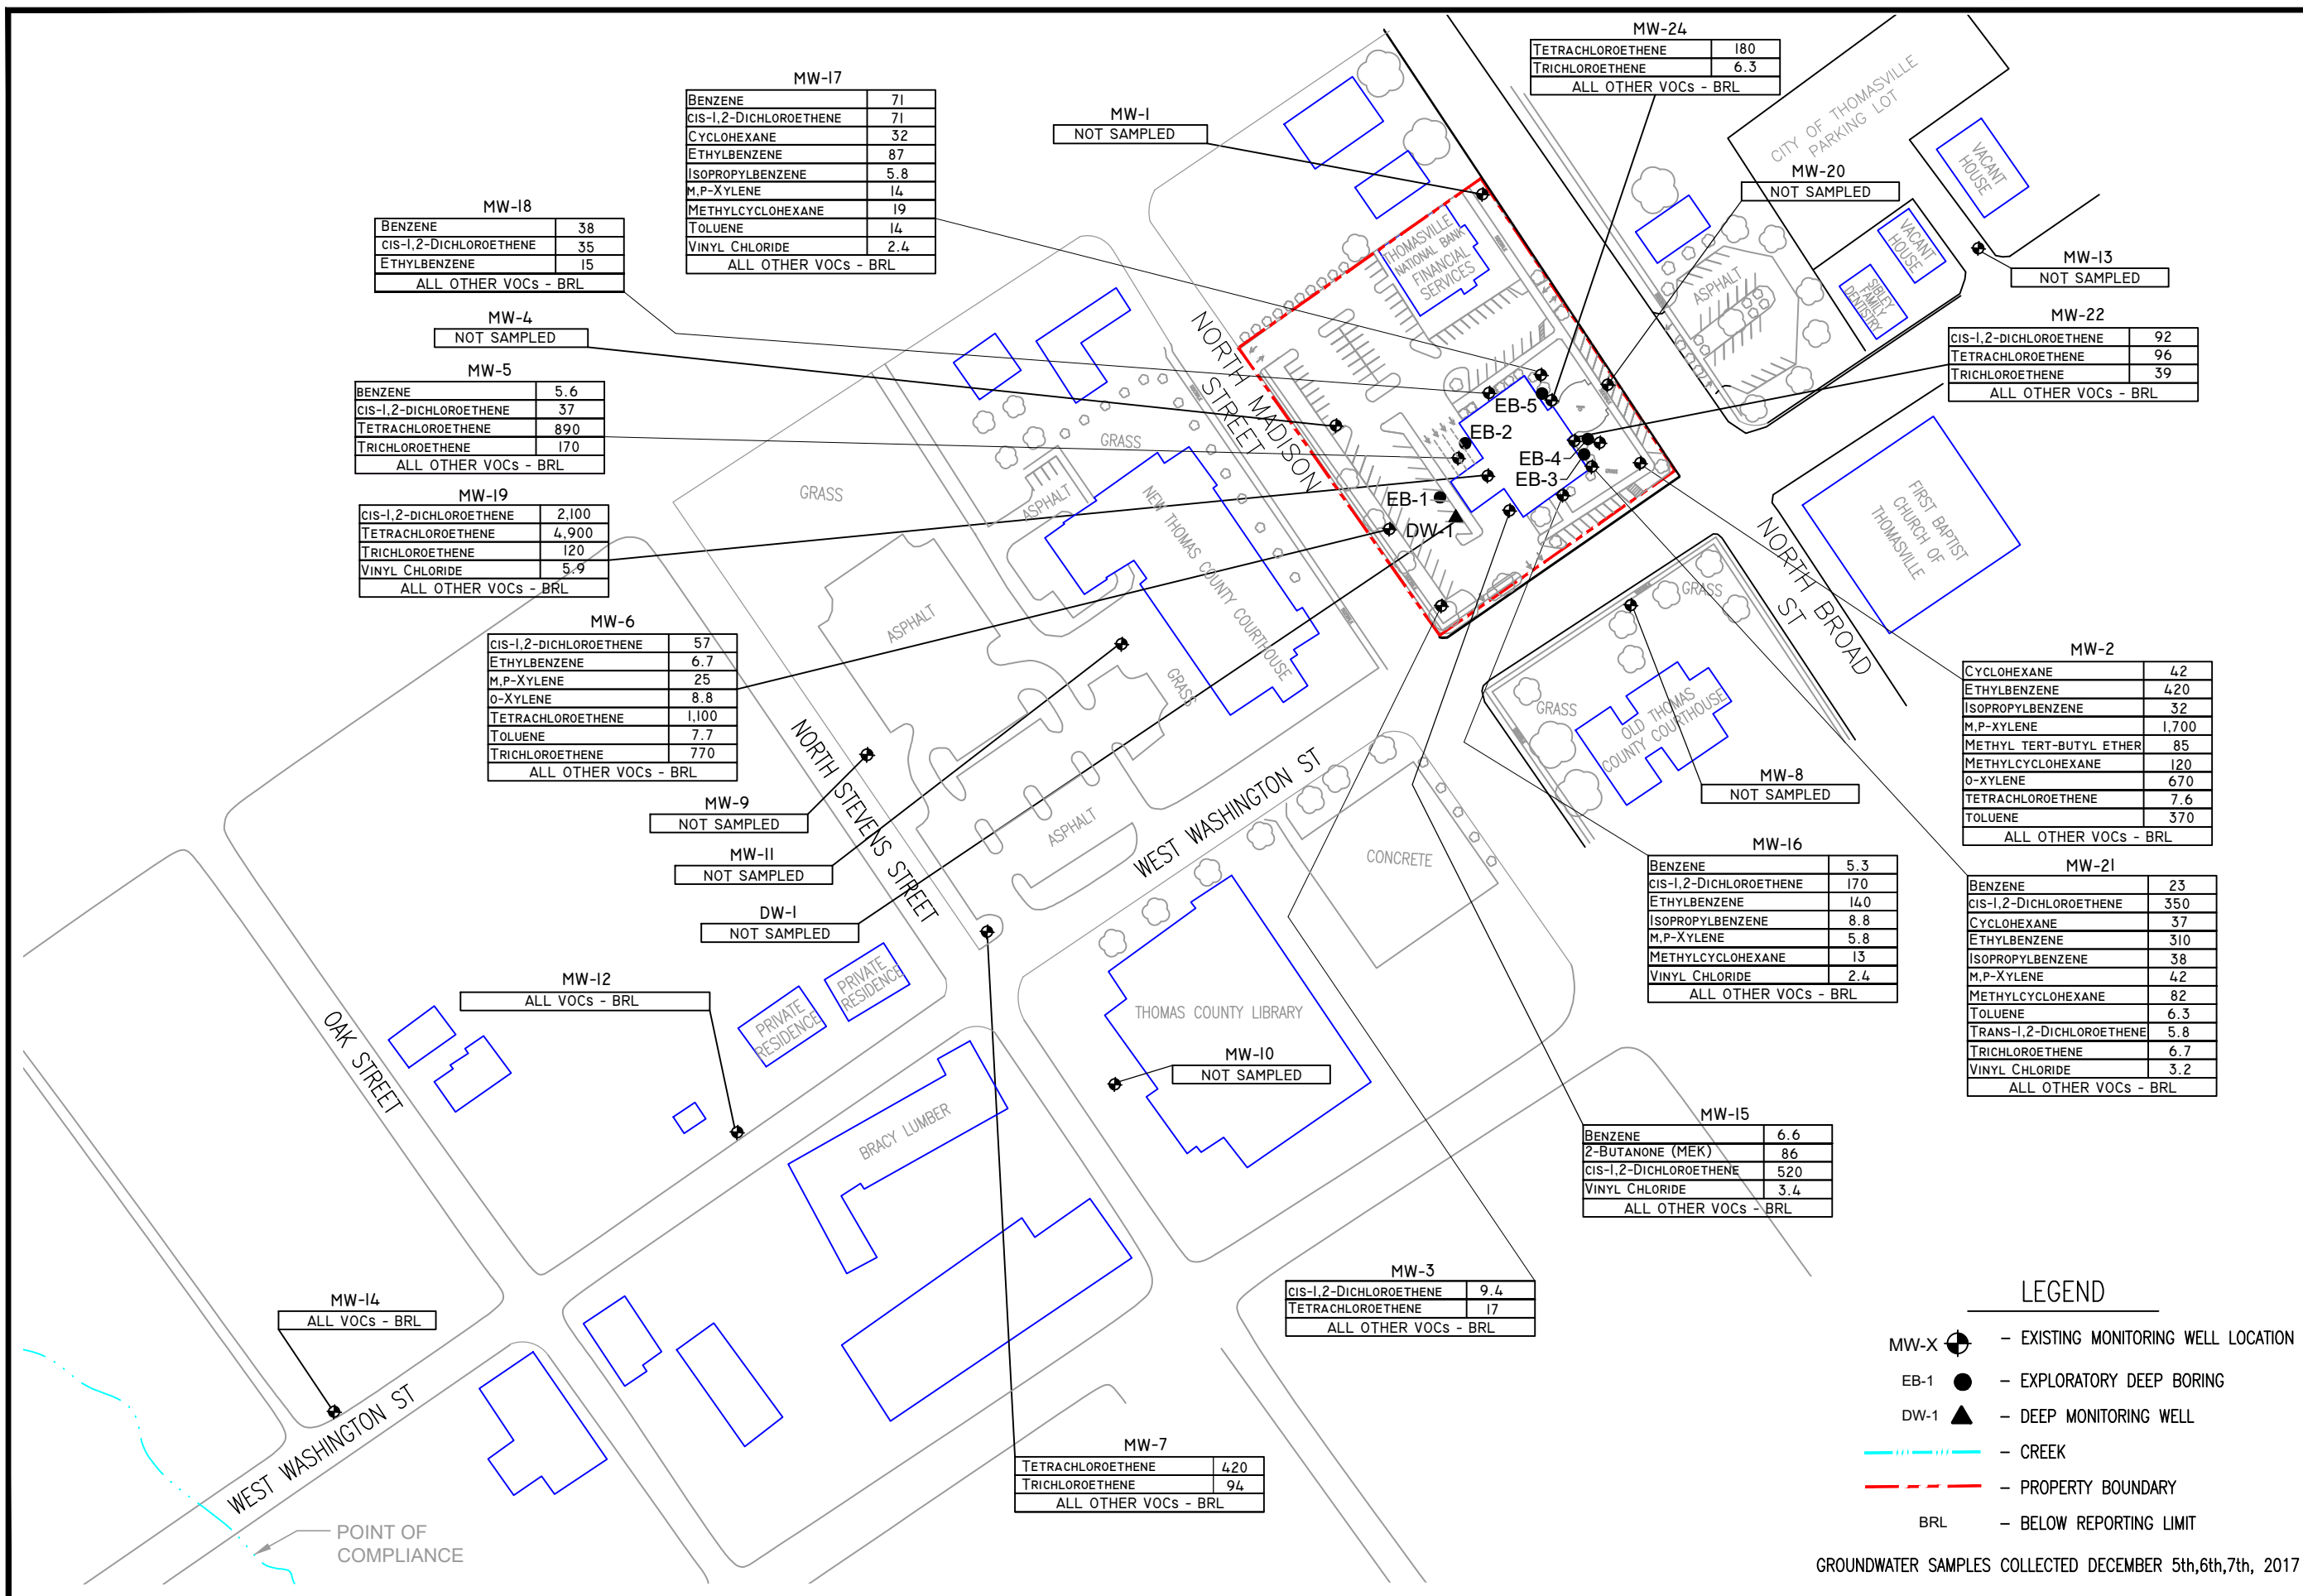 MW-24
TETRACHLOROETHENE 180
TRICHLOROETHENE 6.3
ALL OTHER VOCs - BRL
MW-17
BENZENE 71
CIS-1,2-DICHLOROETHENE 71
CYCLOHEXANE 32
ETHYLBENZENE 87
ISOPROPYLBENZENE 5.8
M,P-XYLENE 14
METHYLCYCLOHEXANE 19
TOLUENE 14
VINYL CHLORIDE 2.4
ALL OTHER VOCs - BRL
MW-1
NOT SAMPLED
CITY OF THOMASVILLE
PARKING LOT
VACANT
HOUSE
MW-20
NOT SAMPLED
MW-18
BENZENE 38
CIS-1,2-DICHLOROETHENE 35
ETHYLBENZENE 15
ALL OTHER VOCs - BRL
THOMASVILLE
NATIONAL BANK
FINANCIAL
SERVICES
ASPHALT
VACANT
HOUSE
SIBLEY
FAMILY
DENTISTRY
MW-13
NOT SAMPLED
MW-4
NOT SAMPLED
MW-22
CIS-1,2-DICHLOROETHENE 92
TETRACHLOROETHENE 96
TRICHLOROETHENE 39
ALL OTHER VOCs - BRL
MW-5
BENZENE 5.6
CIS-1,2-DICHLOROETHENE 37
TETRACHLOROETHENE 890
TRICHLOROETHENE 170
ALL OTHER VOCs - BRL
NORTH MADISON
STREET
EB-5
EB-2
EB-4
EB-3
EB-1
DW-1
GRASS
GRASS
ASPHALT
NEW THOMAS COUNTY COURTHOUSE
MW-19
CIS-1,2-DICHLOROETHENE 2,100
TETRACHLOROETHENE 4,900
TRICHLOROETHENE 120
VINYL CHLORIDE 5.9
ALL OTHER VOCs - BRL
FIRST BAPTIST
CHURCH OF
THOMASVILLE
NORTH BROAD
ST
GRASS
MW-6
CIS-1,2-DICHLOROETHENE 57
ETHYLBENZENE 6.7
M,P-XYLENE 25
O-XYLENE 8.8
TETRACHLOROETHENE 1,100
TOLUENE 7.7
TRICHLOROETHENE 770
ALL OTHER VOCs - BRL
ASPHALT
GRASS
GRASS
OLD THOMAS
COUNTY COURTHOUSE
MW-2
CYCLOHEXANE 42
ETHYLBENZENE 420
ISOPROPYLBENZENE 32
M,P-XYLENE 1,700
METHYL TERT-BUTYL ETHER 85
METHYLCYCLOHEXANE 120
O-XYLENE 670
TETRACHLOROETHENE 7.6
TOLUENE 370
ALL OTHER VOCs - BRL
NORTH STEVENS STREET
WEST WASHINGTON ST
MW-8
NOT SAMPLED
MW-9
NOT SAMPLED
MW-11
NOT SAMPLED
ASPHALT
CONCRETE
MW-16
BENZENE 5.3
CIS-1,2-DICHLOROETHENE 170
ETHYLBENZENE 140
ISOPROPYLBENZENE 8.8
M,P-XYLENE 5.8
METHYLCYCLOHEXANE 13
VINYL CHLORIDE 2.4
ALL OTHER VOCs - BRL
MW-21
BENZENE 23
CIS-1,2-DICHLOROETHENE 350
CYCLOHEXANE 37
ETHYLBENZENE 310
ISOPROPYLBENZENE 38
M,P-XYLENE 42
METHYLCYCLOHEXANE 82
TOLUENE 6.3
TRANS-1,2-DICHLOROETHENE 5.8
TRICHLOROETHENE 6.7
VINYL CHLORIDE 3.2
ALL OTHER VOCs - BRL
DW-1
NOT SAMPLED
MW-12
ALL VOCs - BRL
PRIVATE
RESIDENCE
PRIVATE
RESIDENCE
OAK STREET
THOMAS COUNTY LIBRARY
MW-10
NOT SAMPLED
BRACY LUMBER
MW-15
BENZENE 6.6
2-BUTANONE (MEK) 86
CIS-1,2-DICHLOROETHENE 520
VINYL CHLORIDE 3.4
ALL OTHER VOCs - BRL
MW-3
CIS-1,2-DICHLOROETHENE 9.4
TETRACHLOROETHENE 17
ALL OTHER VOCs - BRL
MW-14
ALL VOCs - BRL
WEST WASHINGTON ST
POINT OF
COMPLIANCE
MW-7
TETRACHLOROETHENE 420
TRICHLOROETHENE 94
ALL OTHER VOCs - BRL
LEGEND
MW-X - EXISTING MONITORING WELL LOCATION
EB-1 - EXPLORATORY DEEP BORING
DW-1 - DEEP MONITORING WELL
- CREEK
- PROPERTY BOUNDARY
BRL - BELOW REPORTING LIMIT
GROUNDWATER SAMPLES COLLECTED DECEMBER 5th,6th,7th, 2017